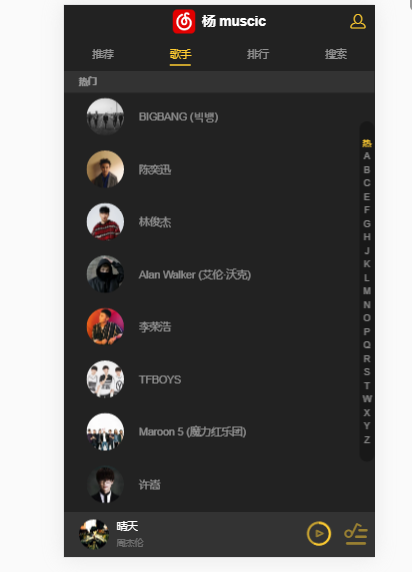 杨 muscic
推荐 歌手 排行 搜索
热门
BIGBANG (빅뱅)
陈奕迅
林俊杰
Alan Walker (艾伦·沃克)
李荣浩
TFBOYS
Maroon 5 (魔力红乐团)
许嵩
热
A
B
C
E
F
G
H
J
K
L
M
N
O
P
Q
R
S
T
W
X
Y
Z
晴天
周杰伦